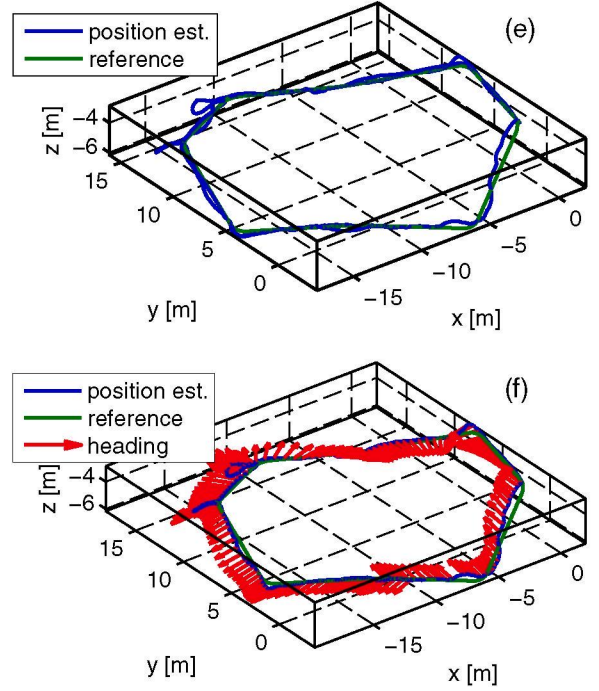 position est.
reference
(e)
z [m]
−4
−6
15
10
5
0
y [m]
−15
−10
−5
0
x [m]
position est.
reference
heading
(f)
z [m]
−4
−6
15
10
5
0
y [m]
−15
−10
−5
0
x [m]